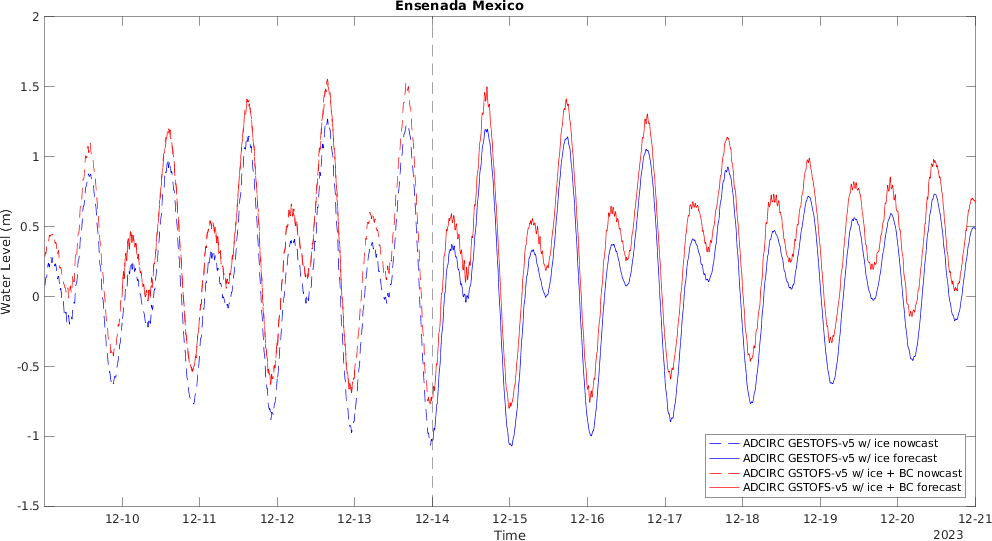 Ensenada Mexico
2
1.5
1
0.5
0
-0.5
-1
-1.5
Water Level (m)
12-10 12-11 12-12 12-13 12-14 12-15 12-16 12-17 12-18 12-19 12-20 12-21
Time
2023
ADCIRC GESTOFS-v5 w/ ice nowcast
ADCIRC GESTOFS-v5 w/ ice forecast
ADCIRC GSTOFS-v5 w/ ice + BC nowcast
ADCIRC GSTOFS-v5 w/ ice + BC forecast